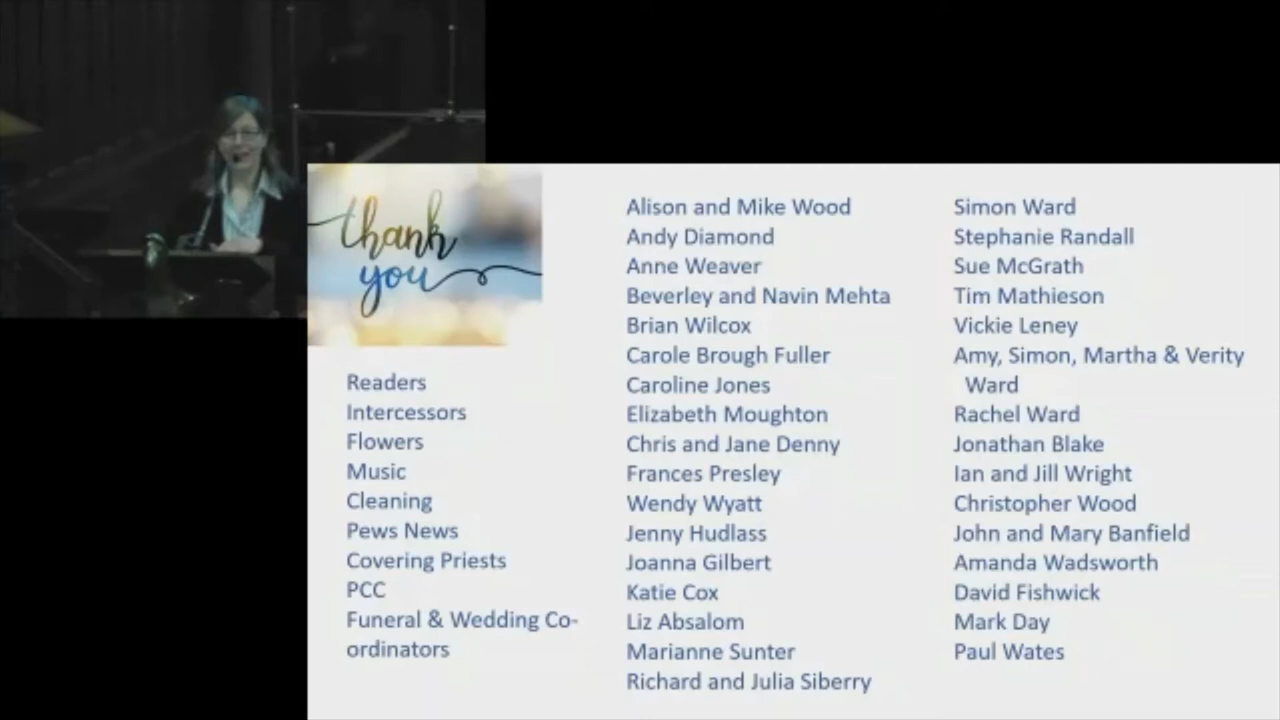 thank
you
Readers
Intercessors
Flowers
Music
Cleaning
Pews News
Covering Priests
PCC
Funeral & Wedding Co-
ordinators
Alison and Mike Wood
Andy Diamond
Anne Weaver
Beverley and Navin Mehta
Brian Wilcox
Carole Brough Fuller
Caroline Jones
Elizabeth Moughton
Chris and Jane Denny
Frances Presley
Wendy Wyatt
Jenny Hudlass
Joanna Gilbert
Katie Cox
Liz Absalom
Marianne Sunter
Richard and Julia Siberry
Simon Ward
Stephanie Randall
Sue McGrath
Tim Mathieson
Vickie Leney
Amy, Simon, Martha & Verity
Ward
Rachel Ward
Jonathan Blake
Ian and Jill Wright
Christopher Wood
John and Mary Banfield
Amanda Wadsworth
David Fishwick
Mark Day
Paul Wates